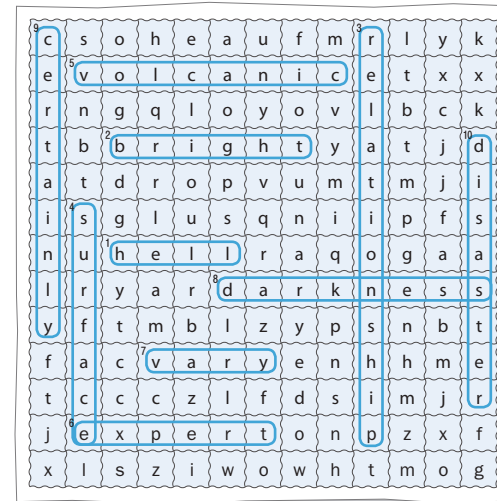 9 c s o h e a u f m 3 r l y k
e 5 v o l c a n i c e t x x
r n g q l o y o v l b c k
t b 2 b r i g h t y a t j 10 d
a t d r o p v u m t m j i
i 4 s g l u s q n i i p f s
n u 1 h e l l r a q o g a a
l r y a r 8 d a r k n e s s
y f t m b l z y p s n b t
f a c 7 v a r y e n h h m e
t c c c z l f d s i m j r
j 6 e x p e r t o n p z x f
x l s z i w o w h t m o g